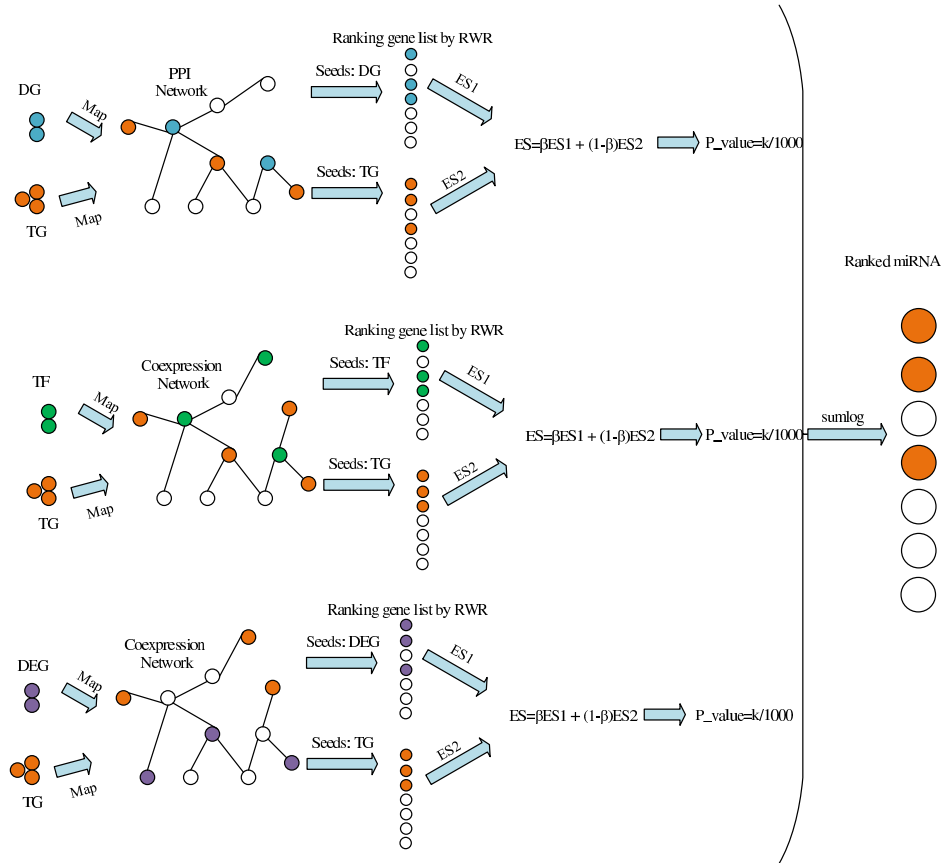 Ranking gene list by RWR
PPI
Network
Seeds: DG
DG
Map
ES1
ES=βES1 + (1-β)ES2
P_value=k/1000
Seeds: TG
ES2
Map
TG
Ranked miRNA
Ranking gene list by RWR
Coexpression
Network
Seeds: TF
TF
Map
ES1
ES=βES1 + (1-β)ES2
P_value=k/1000
sumlog
Seeds: TG
ES2
Map
TG
Ranking gene list by RWR
Coexpression
Network
Seeds: DEG
DEG
Map
ES1
ES=βES1 + (1-β)ES2
P_value=k/1000
Seeds: TG
ES2
Map
TG